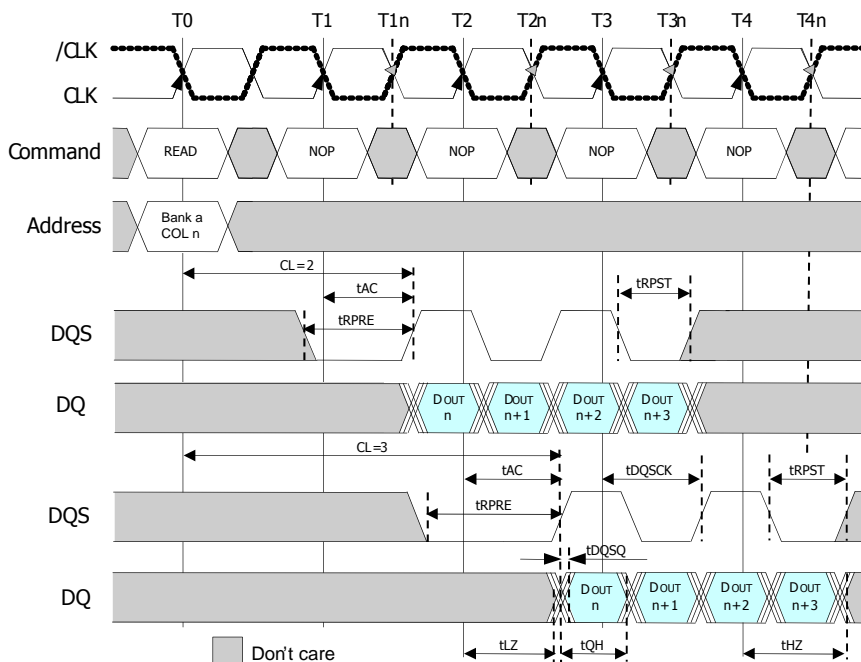 T0 T1 T1n T2 T2n T3 T3n T4 T4n
/CLK
CLK
Command READ NOP NOP NOP NOP
Address Bank a
COL n
CL=2
tAC
tRPRE
tRPST
DQS
DQ DOUT n DOUT n+1 DOUT n+2 DOUT n+3
CL=3
tAC tDQSCK tRPST
tRPRE
DQS
tDQSQ
DQ DOUT n DOUT n+1 DOUT n+2 DOUT n+3
tLZ tQH tHZ
Don't care